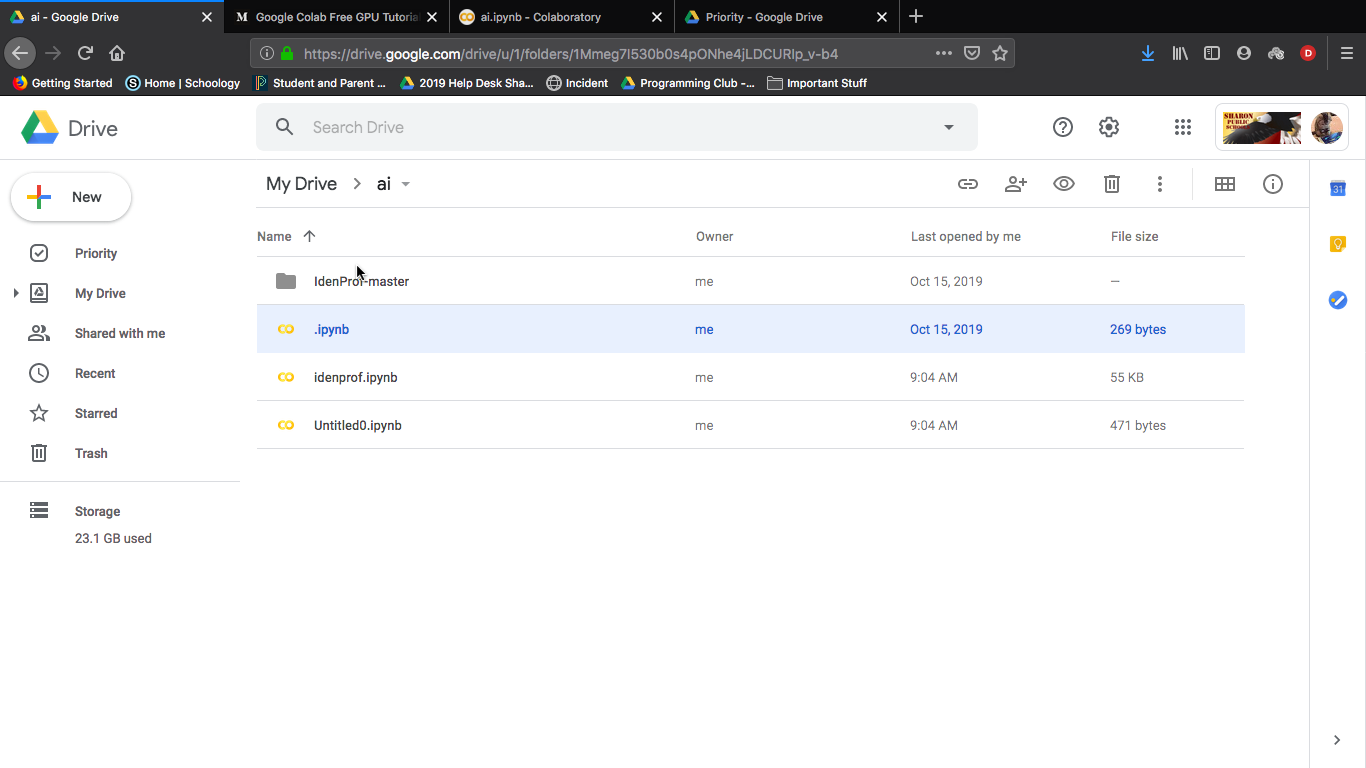 ai - Google Drive
M Google Colab Free GPU Tutorial
ai.ipynb - Colaboratory
Priority - Google Drive
https://drive.google.com/drive/u/1/folders/1Mmeg7I530b0s4pONhe4jLDCURIp_v-b4
D
Getting Started
S Home | Schoology
Student and Parent ...
2019 Help Desk Sha...
Incident
Programming Club -...
Important Stuff
Drive
Search Drive
SHARON
PUBLIC
SCHOOLS
New
My Drive > ai
31
Name Owner Last opened by me File size
Priority
My Drive
Shared with me
Recent
Starred
Trash
Storage
23.1 GB used
IdenProf-master me Oct 15, 2019 —
.ipynb me Oct 15, 2019 269 bytes
idenprof.ipynb me 9:04 AM 55 KB
Untitled0.ipynb me 9:04 AM 471 bytes